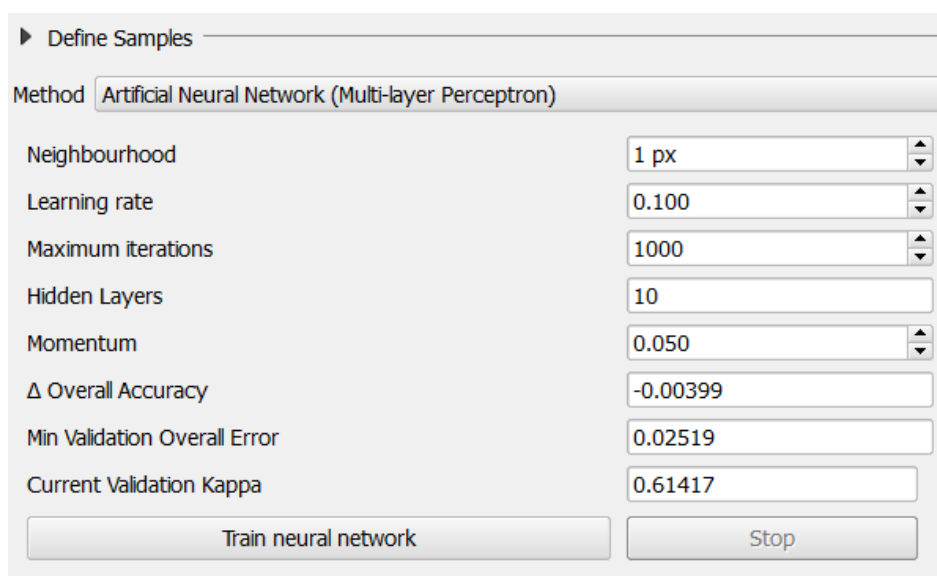 Define Samples
Method Artificial Neural Network (Multi-layer Perceptron)
Neighbourhood 1 px
Learning rate 0.100
Maximum iterations 1000
Hidden Layers 10
Momentum 0.050
Δ Overall Accuracy -0.00399
Min Validation Overall Error 0.02519
Current Validation Kappa 0.61417
Train neural network Stop